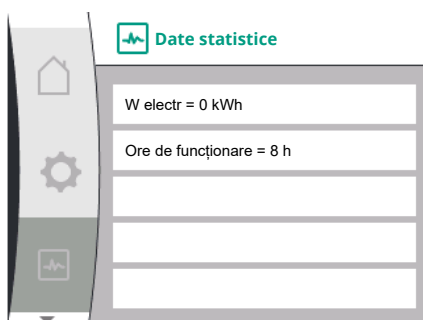 Date statistice
W electr = 0 kWh
Ore de funcționare = 8 h